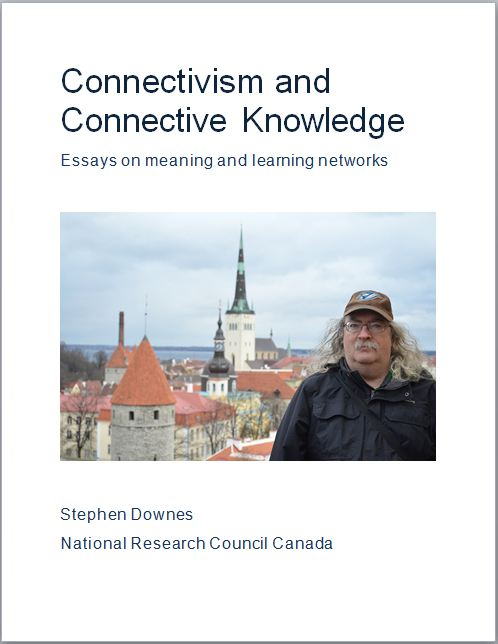 Connectivism and
Connective Knowledge
Essays on meaning and learning networks
Stephen Downes
National Research Council Canada